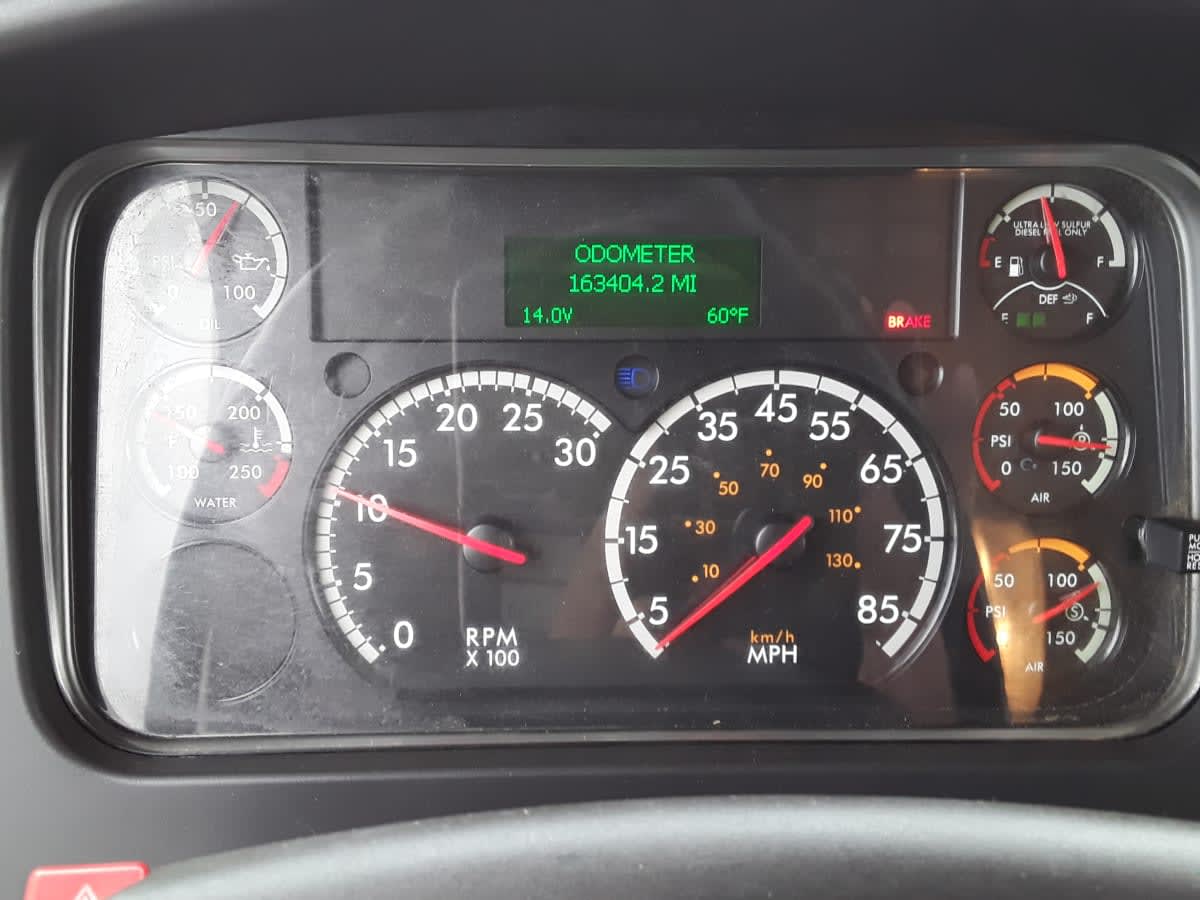 50
PSI
0
100
OIL
150
200
°F
100
250
WATER
ODOMETER
163404.2 MI
14.0V
60°F
BRAKE
0
5
10
15
20
25
30
RPM
X 100
5
15
25
35
45
55
65
75
85
10
30
50
70
90
110
130
km/h
MPH
ULTRA LOW SULFUR
DIESEL FUEL ONLY
E
F
DEF
E
F
50
100
PSI
0
150
AIR
50
100
PSI
S
150
AIR